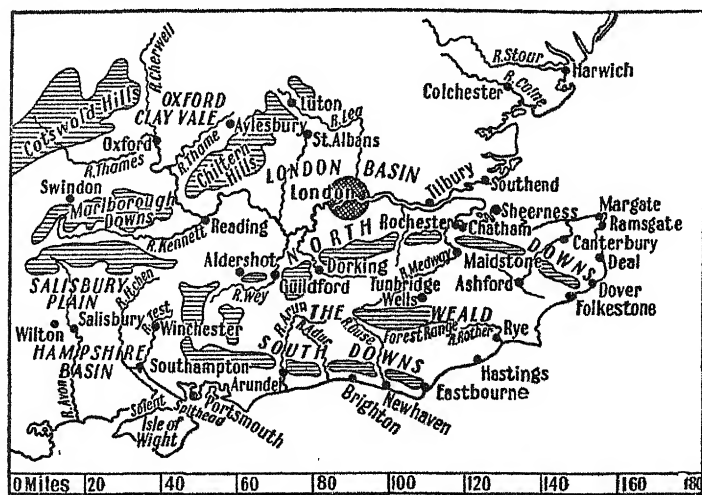 R.Stour
Harwich
R.Cherwell
Colchester
R.Colne
Luton
R.Lea
OXFORD
CLAY VALE
Cotswold-Hills
Aylesbury
St.Albans
Oxford
R.Thame
Chiltern
Hills
R.Thames
LONDON BASIN
London
Tilbury
Southend
Swindon
Marlborough
Downs
Reading
Sheerness
Margate
Ramsgate
Rochester
Chatham
NORTH DOWNS
Canterbury
Deal
R.Kennett
Aldershot
Dorking
R.Medway
Maidstone
SALISBURY
PLAIN
R.Itchen
Guildford
Tunbridge
Wells
Ashford
Dover
Folkestone
R.Wey
R.Test
THE WEALD
Wilton
Salisbury
Winchester
R.Arun
R.Adur
R.Ouse
Forest Range
R.Rother
Rye
HAMPSHIRE
BASIN
SOUTH DOWNS
Southampton
Arundel
Hastings
R.Avon
Solent
Spithead
Portsmouth
Brighton
Newhaven
Eastbourne
Isle of
Wight
0 Miles 20 40 60 80 100 120 140 160 180